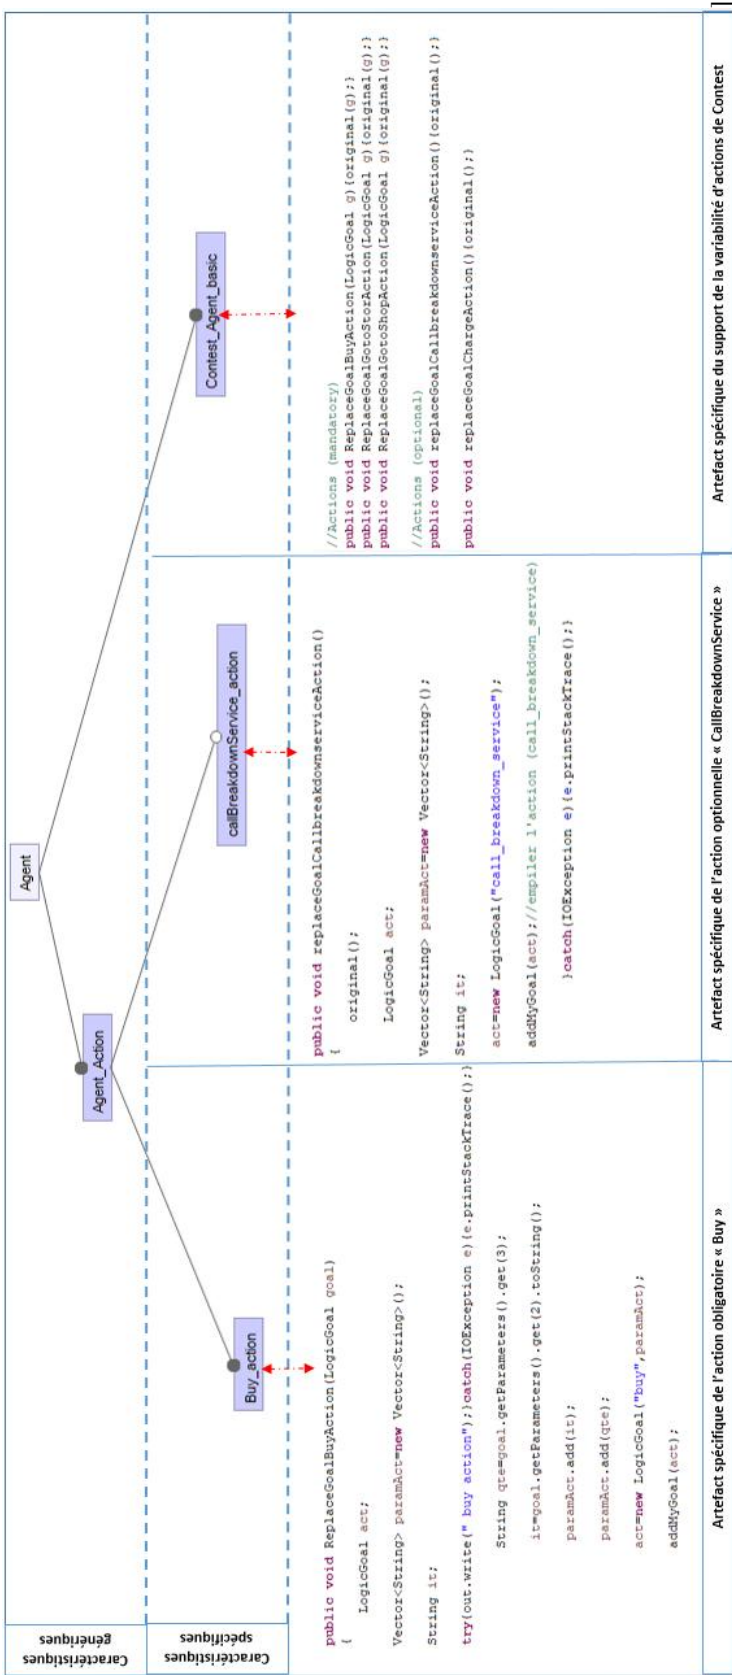 Caractéristiques
génériques
Agent
Agent_Action
Caractéristiques
spécifiques
Buy_action
callBreakdownService_action
Contest_Agent_basic
public void ReplaceGoalBuyAction(LogicGoal goal)
{
LogicGoal act;
Vector<String> paramAct=new Vector<String>();
String it;
try{out.write(" buy action");}catch(IOException e){e.printStackTrace();}
String qte=goal.getParameters().get(3);
it=goal.getParameters().get(2).toString();
paramAct.add(it);
paramAct.add(qte);
act=new LogicGoal("buy",paramAct);
addMyGoal(act);
Artefact spécifique de l'action obligatoire « Buy »
public void replaceGoalCallbreakdownserviceAction()
{
original();
LogicGoal act;
Vector<String> paramAct=new Vector<String>();
String it;
act=new LogicGoal("call_breakdown_service");
addMyGoal(act);//empiler l'action (call_breakdown_service)
}catch(IOException e){e.printStackTrace();}
Artefact spécifique de l'action optionnelle « CallBreakdownService »
//Actions (mandatory)
public void ReplaceGoalBuyAction(LogicGoal g){original(g);}
public void ReplaceGoalGotoStorAction(LogicGoal g){original(g);}
public void ReplaceGoalGotoShopAction(LogicGoal g){original(g);}
//Actions (optional)
public void replaceGoalCallbreakdownserviceAction(){original();}
public void replaceGoalChargeAction(){original();}
Artefact spécifique du support de la variabilité d'actions de Contest